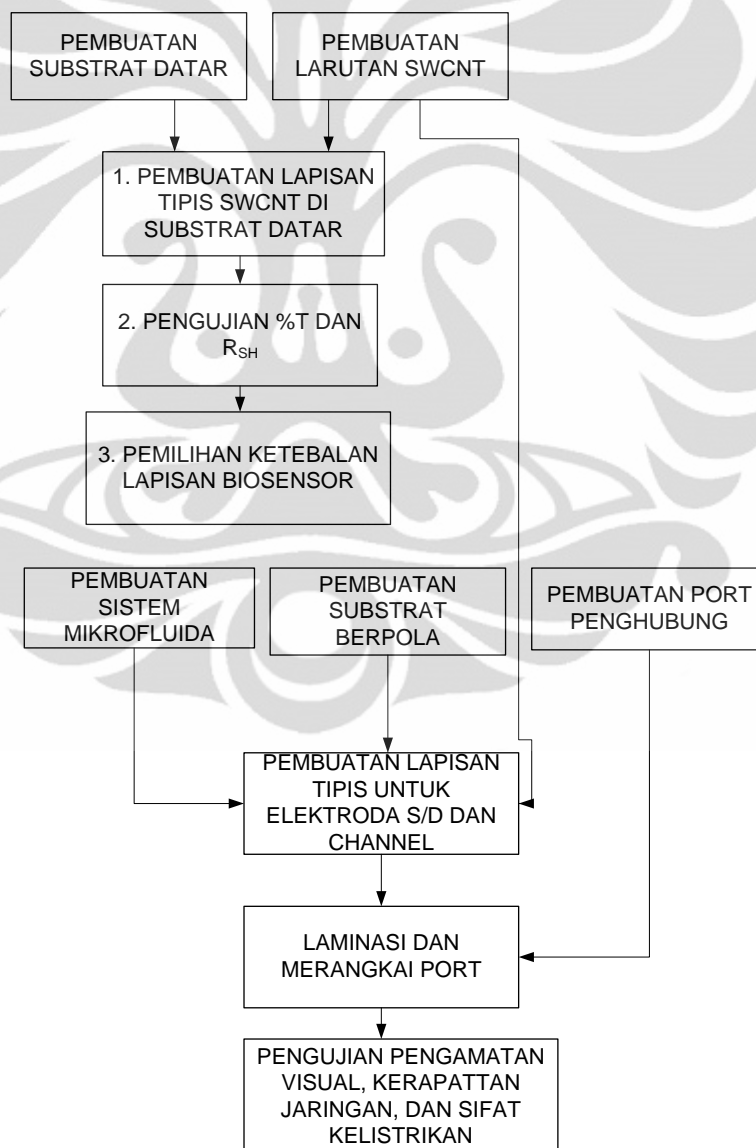 PEMBUATAN
SUBSTRAT DATAR
PEMBUATAN
LARUTAN SWCNT
1. PEMBUATAN LAPISAN
TIPIS SWCNT DI
SUBSTRAT DATAR
2. PENGUJIAN %T DAN
R_SH
3. PEMILIHAN KETEBALAN
LAPISAN BIOSENSOR
PEMBUATAN
SISTEM
MIKROFLUIDA
PEMBUATAN
SUBSTRAT
BERPOLA
PEMBUATAN PORT
PENGHUBUNG
PEMBUATAN LAPISAN
TIPIS UNTUK
ELEKTRODA S/D DAN
CHANNEL
LAMINASI DAN
MERANGKAI PORT
PENGUJIAN PENGAMATAN
VISUAL, KERAPATTAN
JARINGAN, DAN SIFAT
KELISTRIKAN